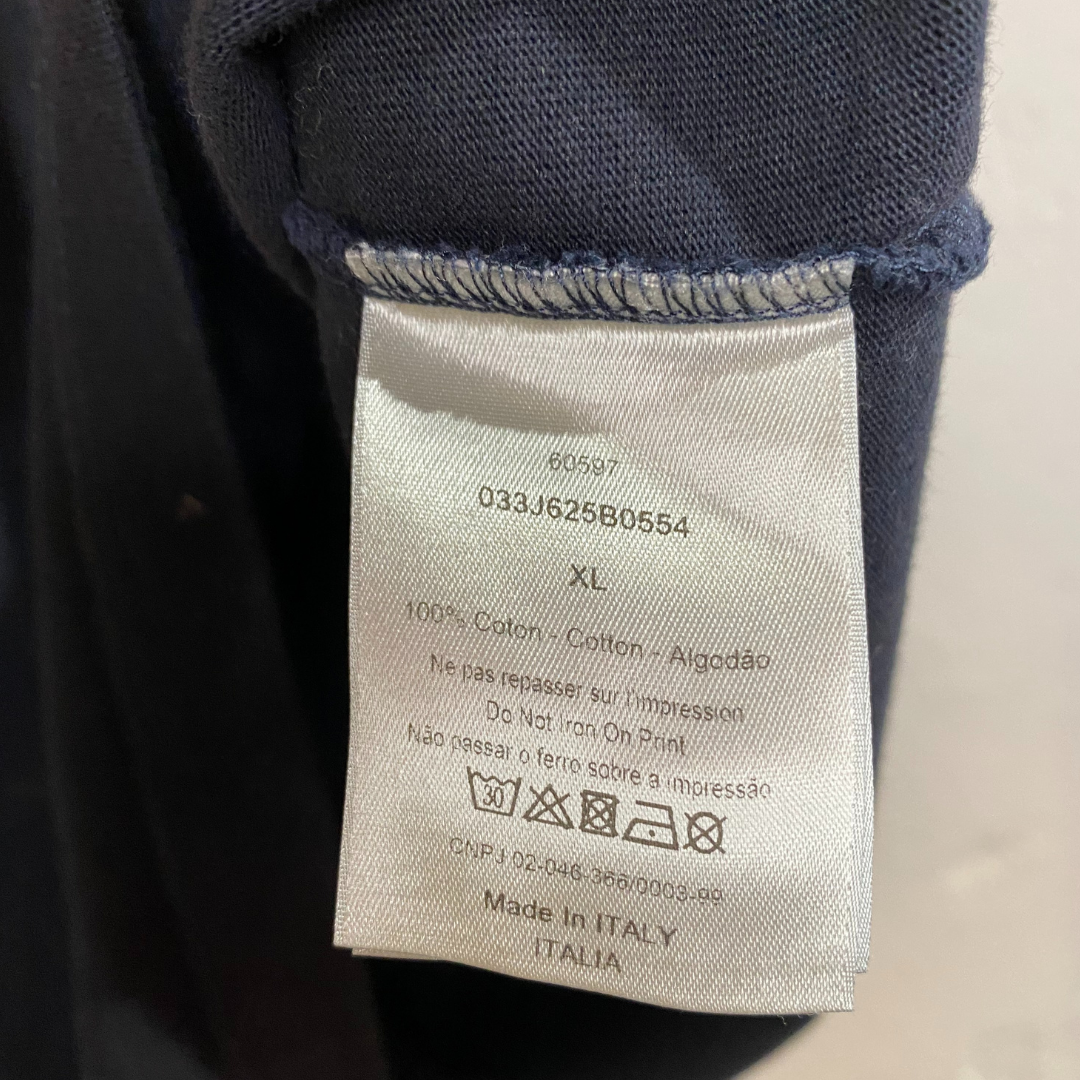 60597
033J625B0554
XL
100% Coton - Cotton - Algodão
Ne pas repasser sur l'impression
Do Not Iron On Print
Não passar o ferro sobre a impressão
30
CNPJ 02-046-366/0003-99
Made In ITALY
ITALIA